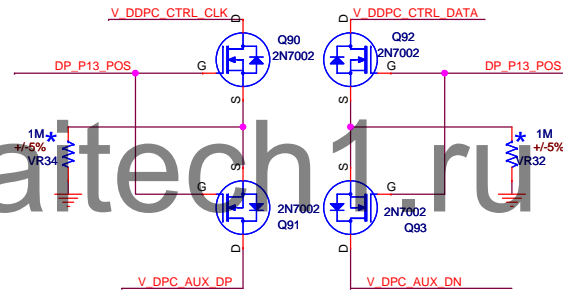 V_DDPC_CTRL_CLK V_DDPC_CTRL_DATA
D D
Q90 Q92
2N7002 2N7002
DP_P13_POS G G DP_P13_POS
S S
1M * * 1M
+/-5% +/-5%
VR34 VR32
aitech1.ru
S S
G G
2N7002 2N7002
Q91 Q93
D D
V_DPC_AUX_DP V_DPC_AUX_DN